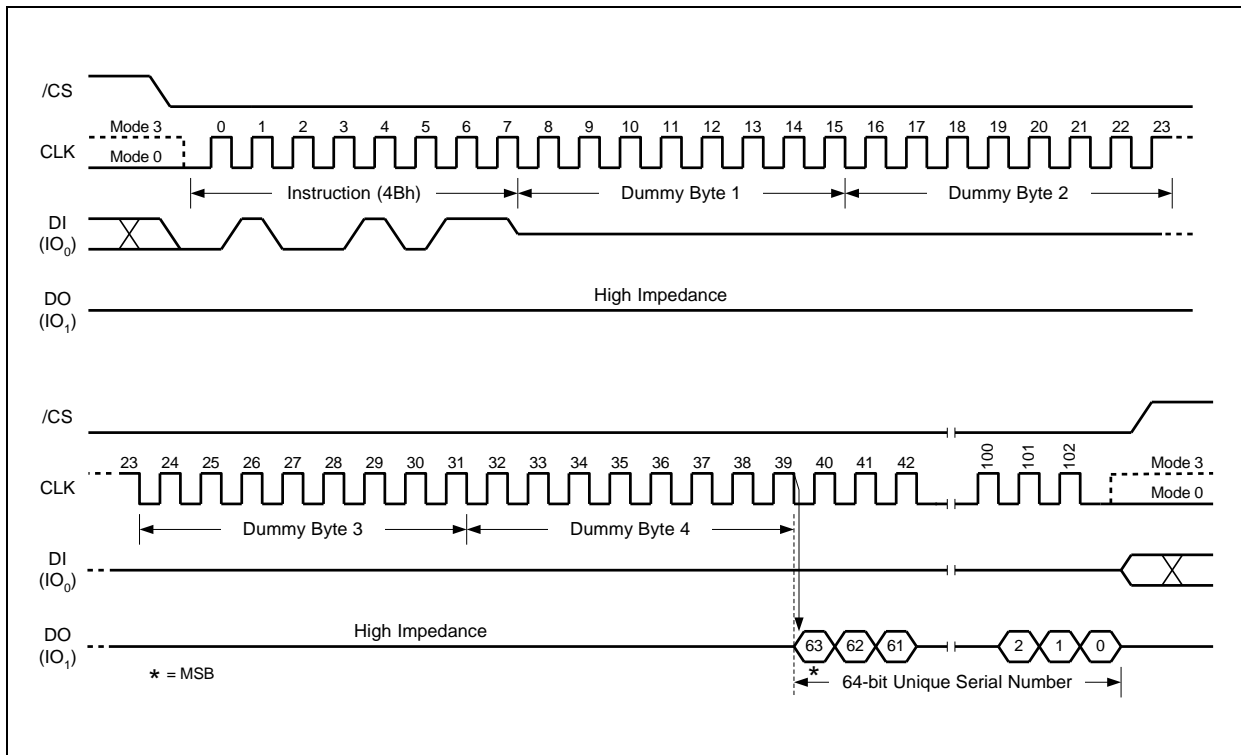 /CS
Mode 3
0 1 2 3 4 5 6 7 8 9 10 11 12 13 14 15 16 17 18 19 20 21 22 23
CLK
Mode 0
Instruction (4Bh) Dummy Byte 1 Dummy Byte 2
DI
(IO0)
High Impedance
DO
(IO1)
/CS
23 24 25 26 27 28 29 30 31 32 33 34 35 36 37 38 39 40 41 42 100 101 102
Mode 3
CLK
Mode 0
Dummy Byte 3 Dummy Byte 4
DI
(IO0)
High Impedance
DO
(IO1)
63 62 61 2 1 0
* = MSB
* 64-bit Unique Serial Number